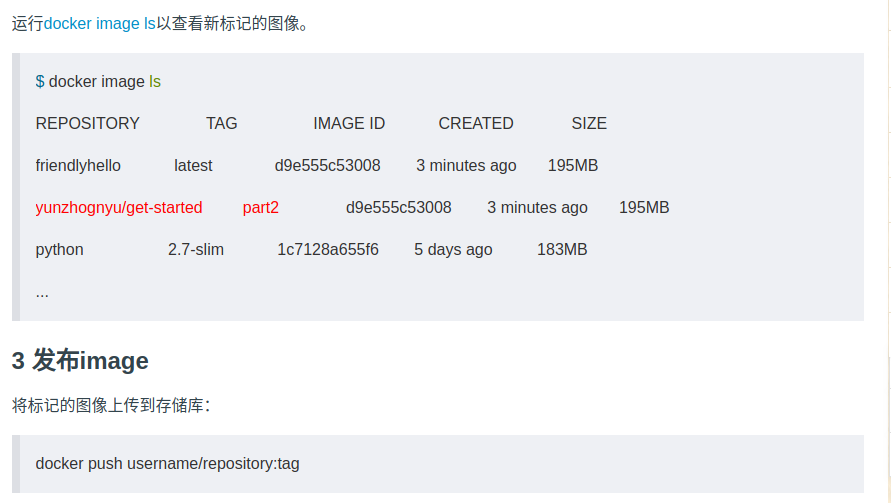 运行docker image ls以查看新标记的图像。
$ docker image ls
REPOSITORY TAG IMAGE ID CREATED SIZE
friendlyhello latest d9e555c53008 3 minutes ago 195MB
yunzhognyu/get-started part2 d9e555c53008 3 minutes ago 195MB
python 2.7-slim 1c7128a655f6 5 days ago 183MB
...
3 发布image
将标记的图像上传到存储库：
docker push username/repository:tag